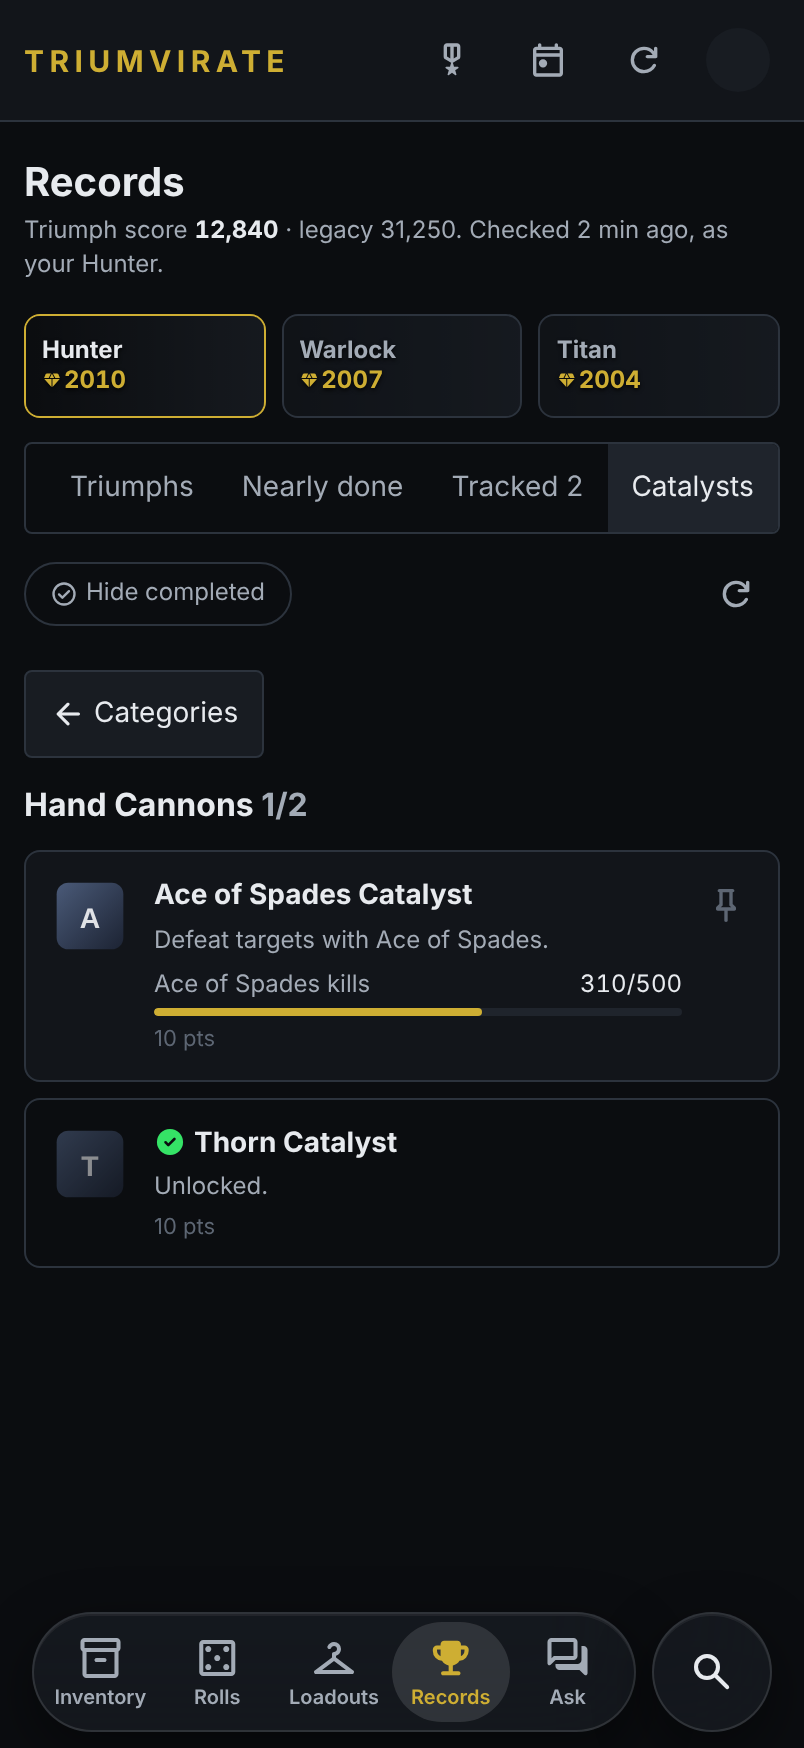 TRIUMVIRATE
Records
Triumph score 12,840 · legacy 31,250. Checked 2 min ago, as
your Hunter.
Hunter
2010
Warlock
2007
Titan
2004
Triumphs
Nearly done
Tracked 2
Catalysts
Hide completed
Categories
Hand Cannons 1/2
A
Ace of Spades Catalyst
Defeat targets with Ace of Spades.
Ace of Spades kills 310/500
10 pts
T
Thorn Catalyst
Unlocked.
10 pts
Inventory
Rolls
Loadouts
Records
Ask